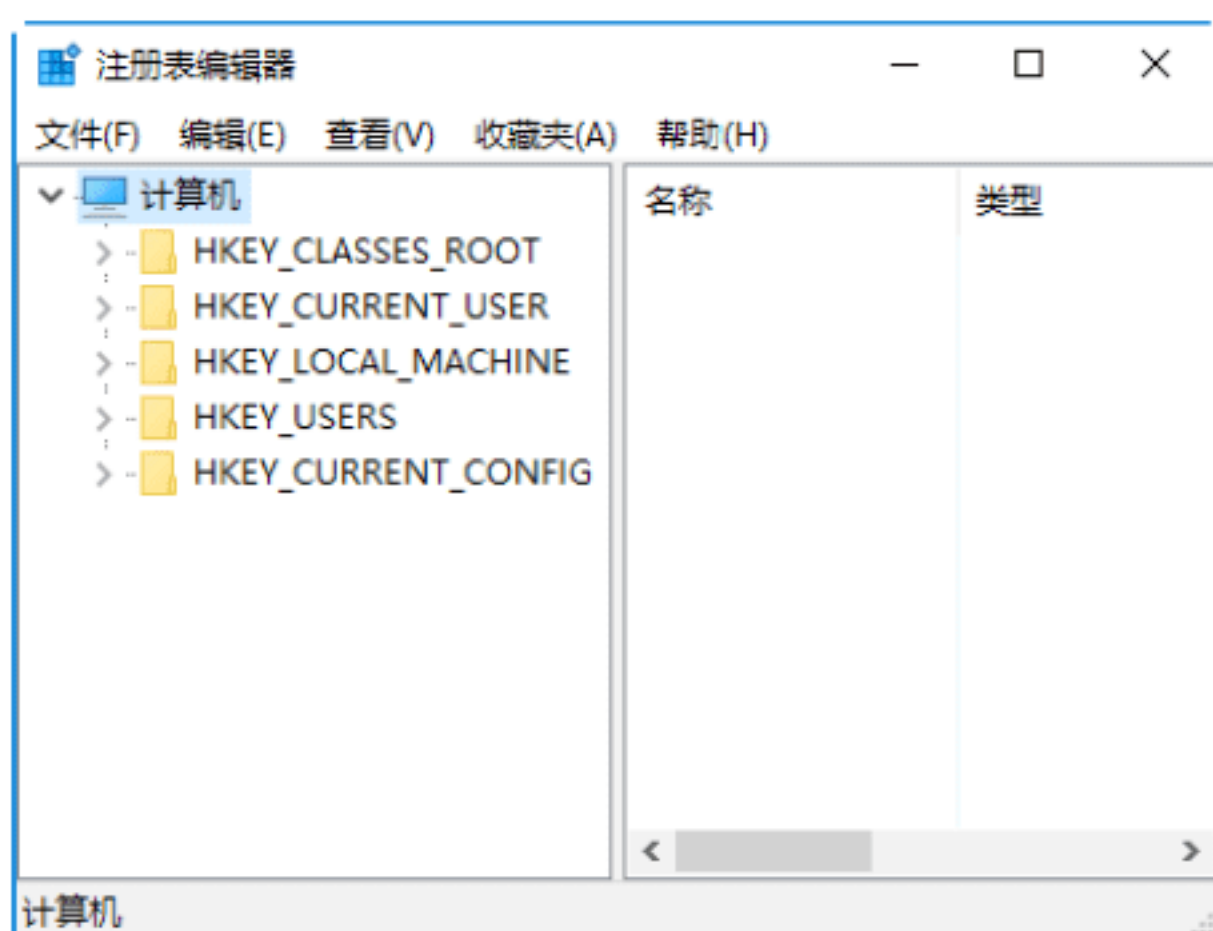 注册表编辑器
文件(F) 编辑(E) 查看(V) 收藏夹(A) 帮助(H)
计算机
HKEY_CLASSES_ROOT
HKEY_CURRENT_USER
HKEY_LOCAL_MACHINE
HKEY_USERS
HKEY_CURRENT_CONFIG
名称 类型
计算机